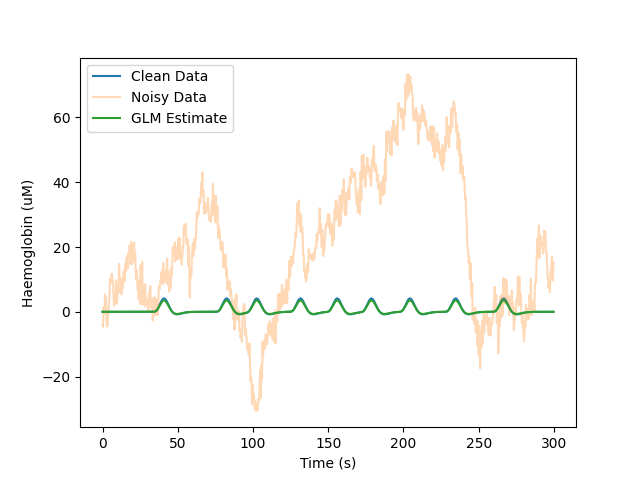 Clean Data
Noisy Data
GLM Estimate
Haemoglobin (uM)
60
40
20
0
−20
0 50 100 150 200 250 300
Time (s)